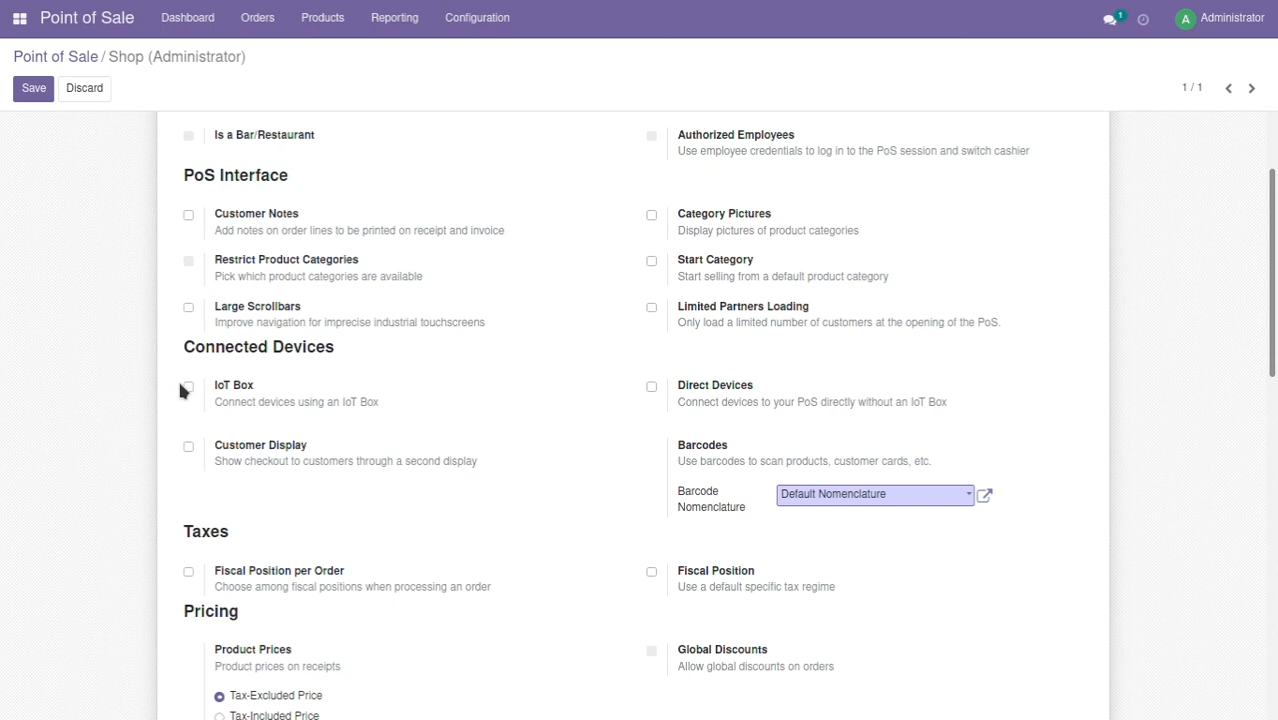 Point of Sale Dashboard Orders Products Reporting Configuration 1 A Administrator
Point of Sale / Shop (Administrator)
Save Discard 1 / 1
Is a Bar/Restaurant Authorized Employees
Use employee credentials to log in to the PoS session and switch cashier
PoS Interface
Customer Notes Category Pictures
Add notes on order lines to be printed on receipt and invoice Display pictures of product categories
Restrict Product Categories Start Category
Pick which product categories are available Start selling from a default product category
Large Scrollbars Limited Partners Loading
Improve navigation for imprecise industrial touchscreens Only load a limited number of customers at the opening of the PoS.
Connected Devices
IoT Box Direct Devices
Connect devices using an IoT Box Connect devices to your PoS directly without an IoT Box
Customer Display Barcodes
Show checkout to customers through a second display Use barcodes to scan products, customer cards, etc.
Barcode Default Nomenclature
Nomenclature
Taxes
Fiscal Position per Order Fiscal Position
Choose among fiscal positions when processing an order Use a default specific tax regime
Pricing
Product Prices Global Discounts
Product prices on receipts Allow global discounts on orders
Tax-Excluded Price
Tax-Included Price